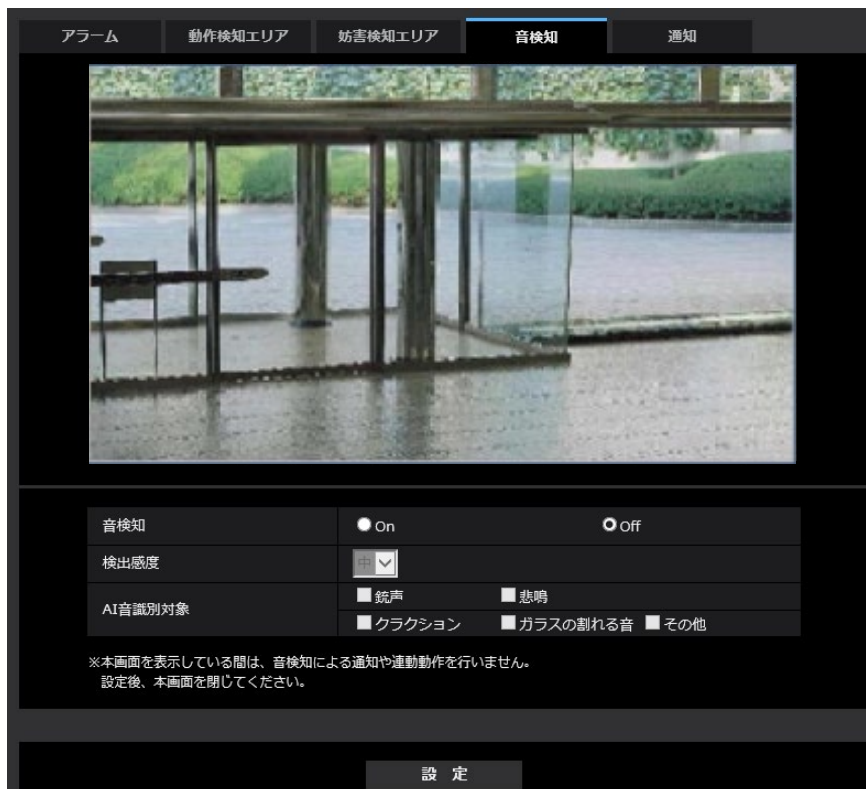 アラーム 動作検知エリア 妨害検知エリア 音検知 通知
音検知 On Off
検出感度 中
AI音識別対象 銃声 悲鳴
クラクション ガラスの割れる音 その他
※本画面を表示している間は、音検知による通知や連動動作を行いません。
設定後、本画面を閉じてください。
設 定